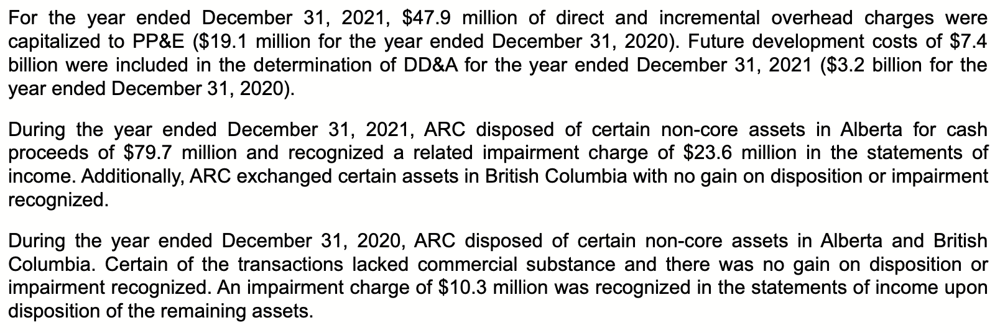 For the year ended December 31, 2021, $47.9 million of direct and incremental overhead charges were
capitalized to PP&E ($19.1 million for the year ended December 31, 2020). Future development costs of $7.4
billion were included in the determination of DD&A for the year ended December 31, 2021 ($3.2 billion for the
year ended December 31, 2020).
During the year ended December 31, 2021, ARC disposed of certain non-core assets in Alberta for cash
proceeds of $79.7 million and recognized a related impairment charge of $23.6 million in the statements of
income. Additionally, ARC exchanged certain assets in British Columbia with no gain on disposition or impairment
recognized.
During the year ended December 31, 2020, ARC disposed of certain non-core assets in Alberta and British
Columbia. Certain of the transactions lacked commercial substance and there was no gain on disposition or
impairment recognized. An impairment charge of $10.3 million was recognized in the statements of income upon
disposition of the remaining assets.